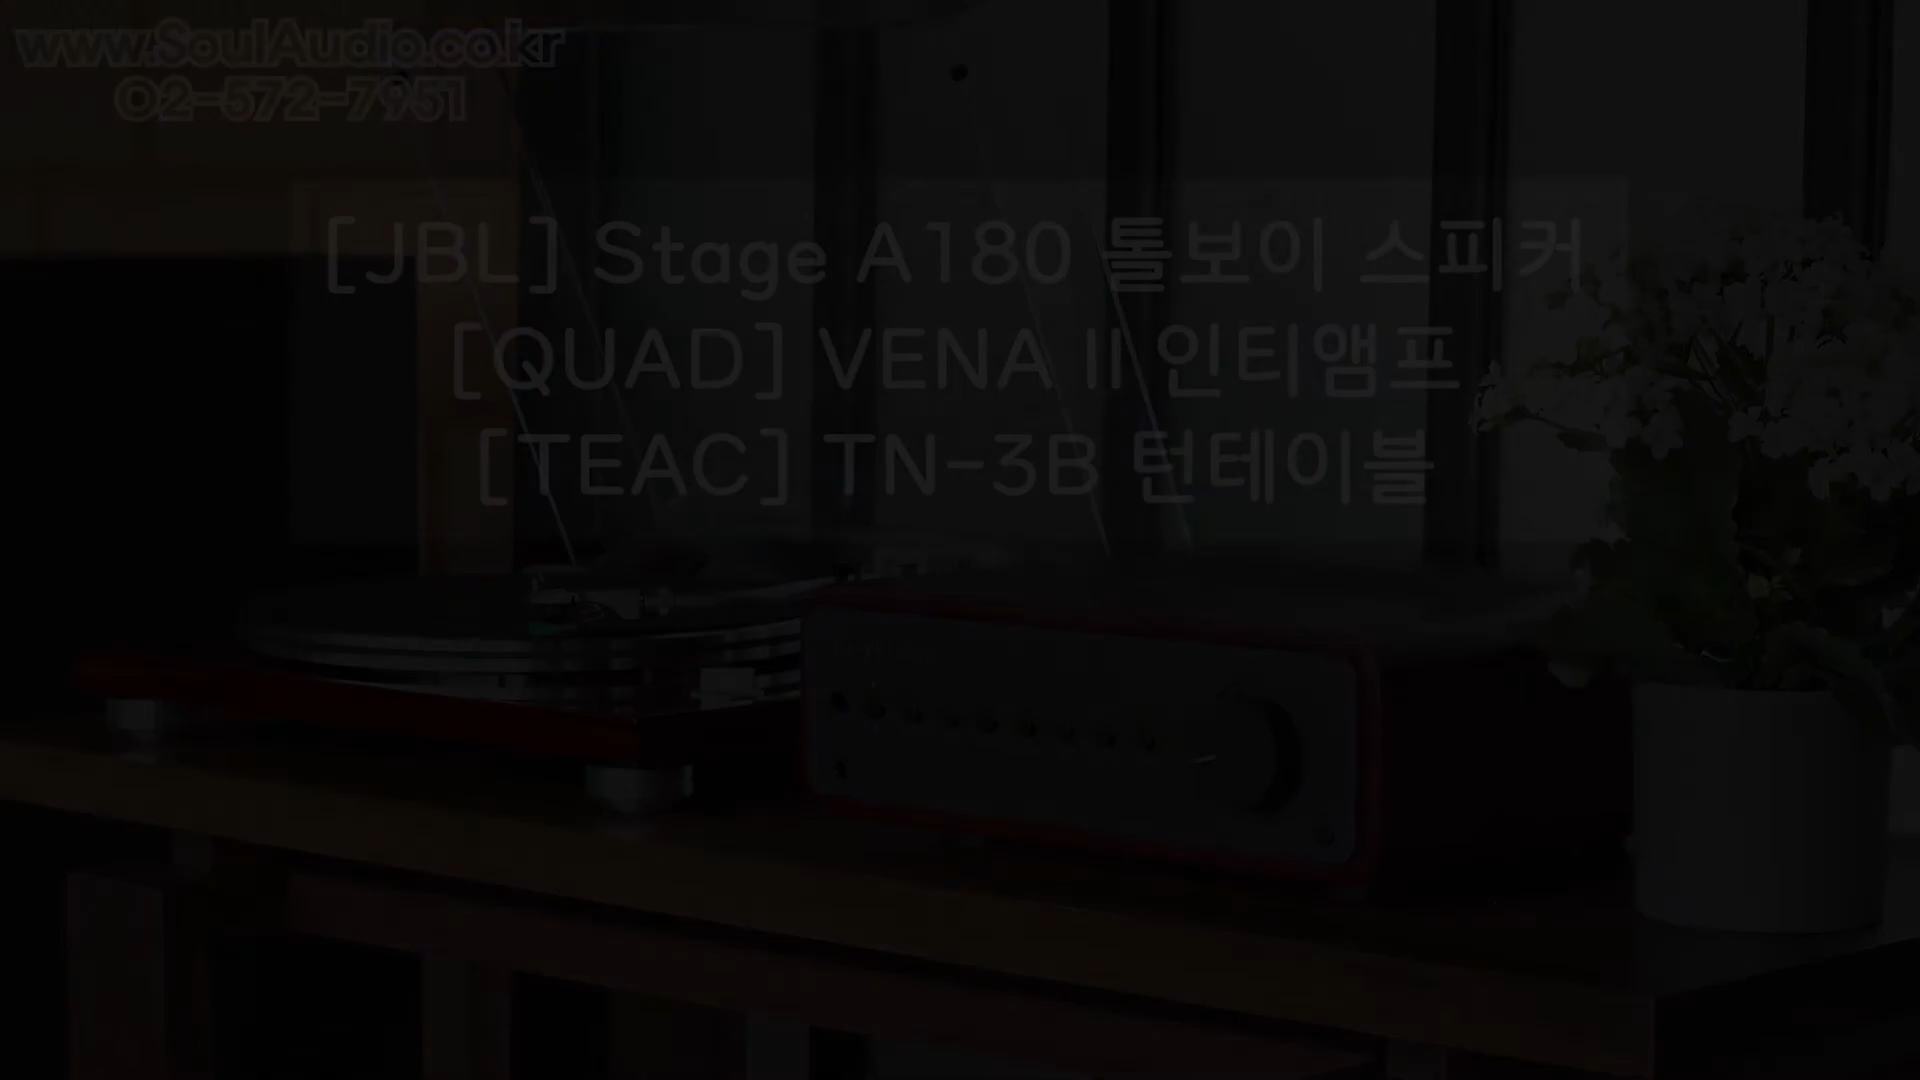 www.SoulAudio.co.kr
02-572-7951
[JBL] Stage A180 톨보이 스피커
[QUAD] VENA II 인티앰프
[TEAC] TN-3B 턴테이블